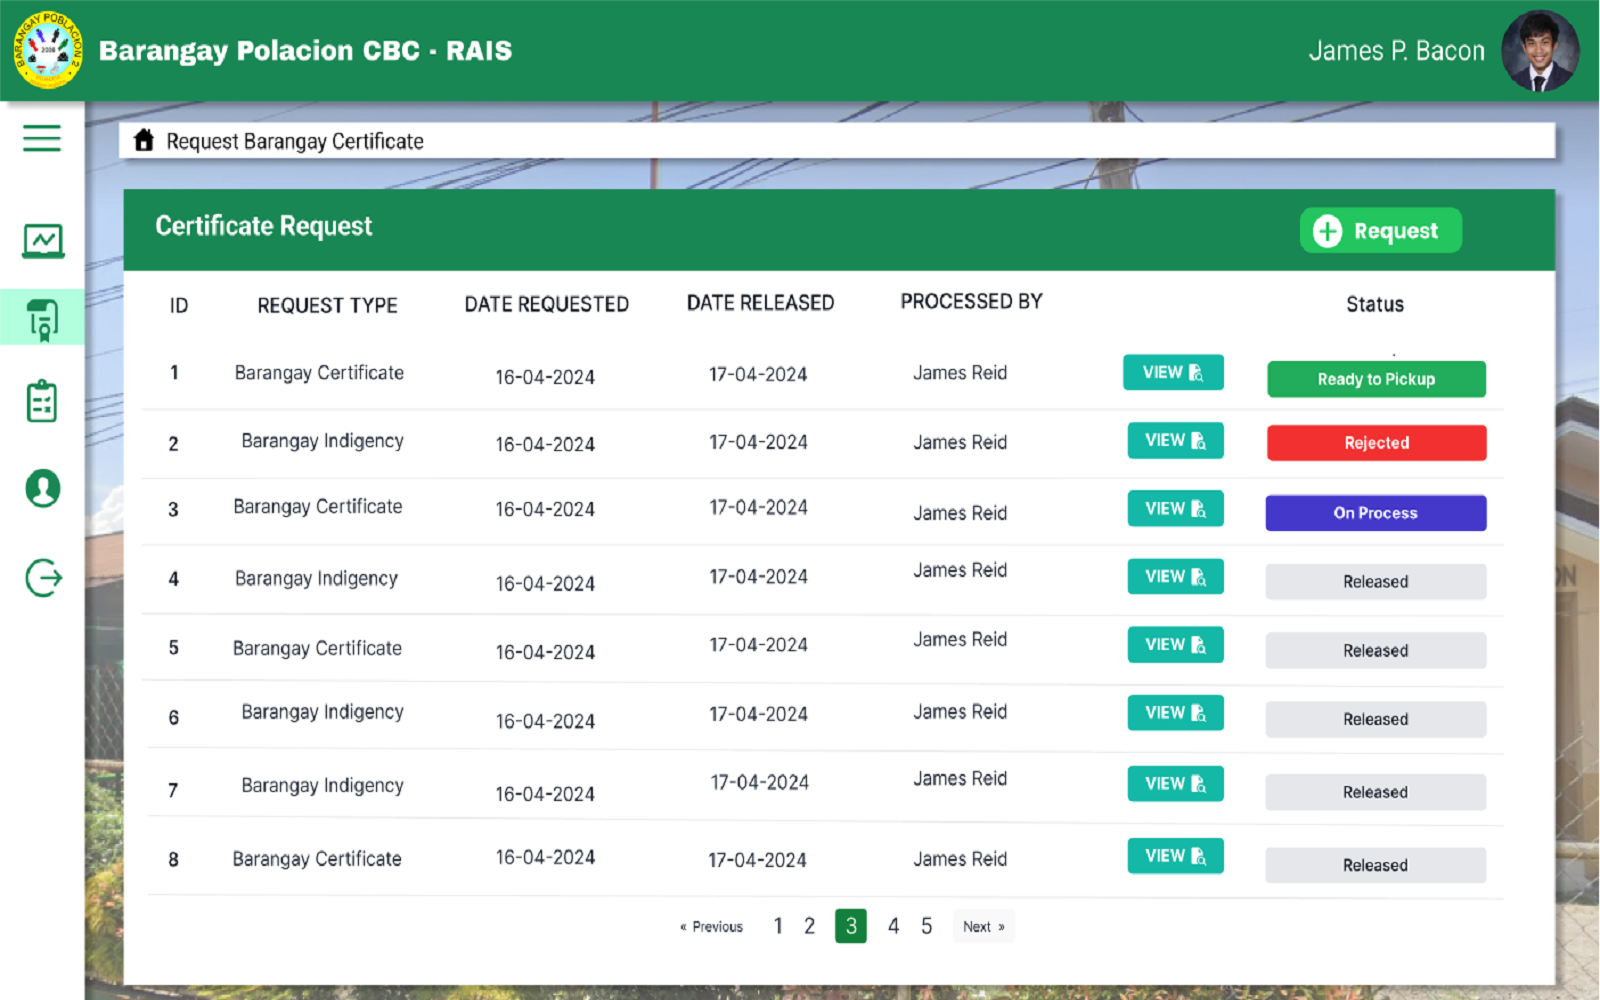 BARANGAY POBLACION 2
2008
Barangay Polacion CBC - RAIS
James P. Bacon
Request Barangay Certificate
Certificate Request
Request
ID REQUEST TYPE DATE REQUESTED DATE RELEASED PROCESSED BY Status
1 Barangay Certificate 16-04-2024 17-04-2024 James Reid VIEW Ready to Pickup
2 Barangay Indigency 16-04-2024 17-04-2024 James Reid VIEW Rejected
3 Barangay Certificate 16-04-2024 17-04-2024 James Reid VIEW On Process
4 Barangay Indigency 16-04-2024 17-04-2024 James Reid VIEW Released
5 Barangay Certificate 16-04-2024 17-04-2024 James Reid VIEW Released
6 Barangay Indigency 16-04-2024 17-04-2024 James Reid VIEW Released
7 Barangay Indigency 16-04-2024 17-04-2024 James Reid VIEW Released
8 Barangay Certificate 16-04-2024 17-04-2024 James Reid VIEW Released
« Previous 1 2 3 4 5 Next »